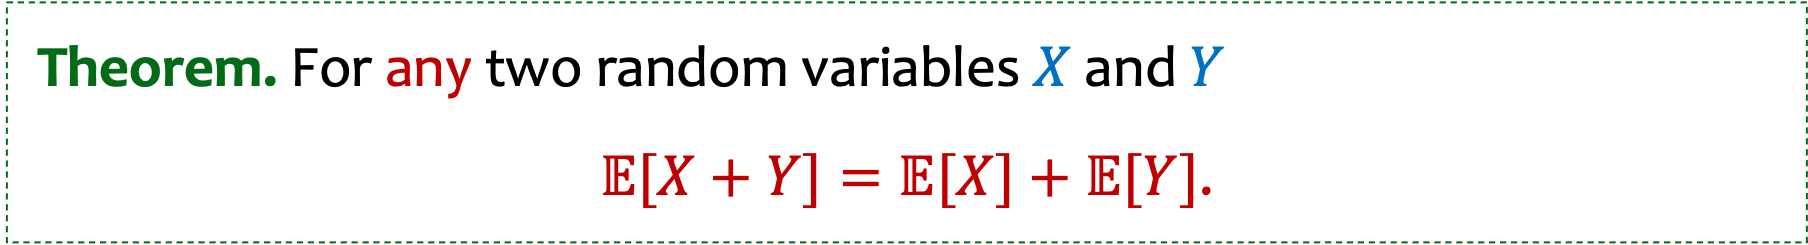 Theorem. For any two random variables X and Y
𝔼[X + Y] = 𝔼[X] + 𝔼[Y].